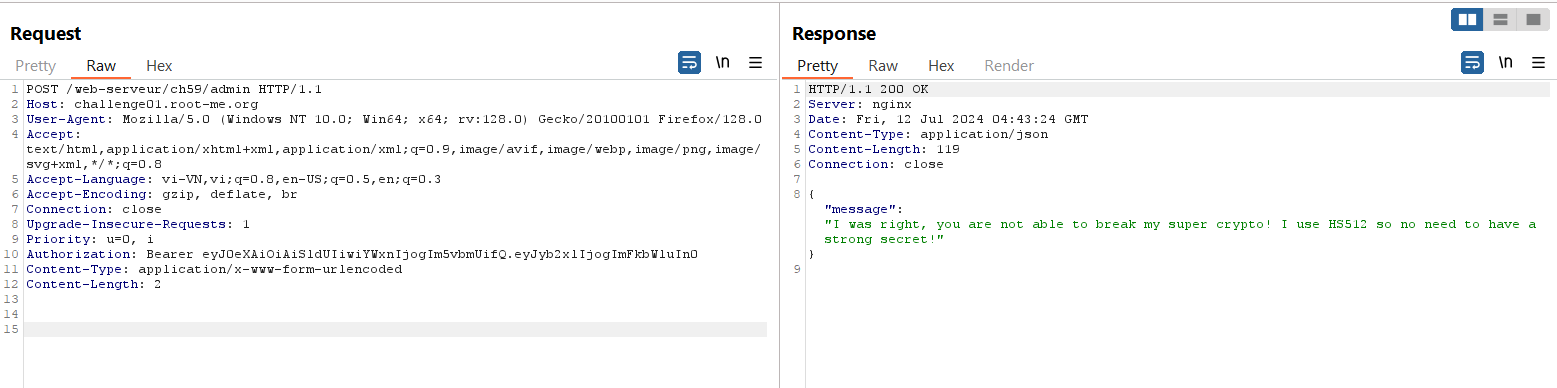 Request
Pretty Raw Hex \n
1 POST /web-serveur/ch59/admin HTTP/1.1
2 Host: challenge01.root-me.org
3 User-Agent: Mozilla/5.0 (Windows NT 10.0; Win64; x64; rv:128.0) Gecko/20100101 Firefox/128.0
4 Accept:
text/html,application/xhtml+xml,application/xml;q=0.9,image/avif,image/webp,image/png,image/
svg+xml,*/*;q=0.8
5 Accept-Language: vi-VN,vi;q=0.8,en-US;q=0.5,en;q=0.3
6 Accept-Encoding: gzip, deflate, br
7 Connection: close
8 Upgrade-Insecure-Requests: 1
9 Priority: u=0, i
10 Authorization: Bearer eyJ0eXAiOiAiSldUIiwiYWxnIjogIm5vbmUifQ.eyJyb2xlIjogImFkbWluIn0
11 Content-Type: application/x-www-form-urlencoded
12 Content-Length: 2
13
14
15
Response
Pretty Raw Hex Render \n
1 HTTP/1.1 200 OK
2 Server: nginx
3 Date: Fri, 12 Jul 2024 04:43:24 GMT
4 Content-Type: application/json
5 Content-Length: 119
6 Connection: close
7
8 {
"message":
"I was right, you are not able to break my super crypto! I use HS512 so no need to have a
strong secret!"
}
9